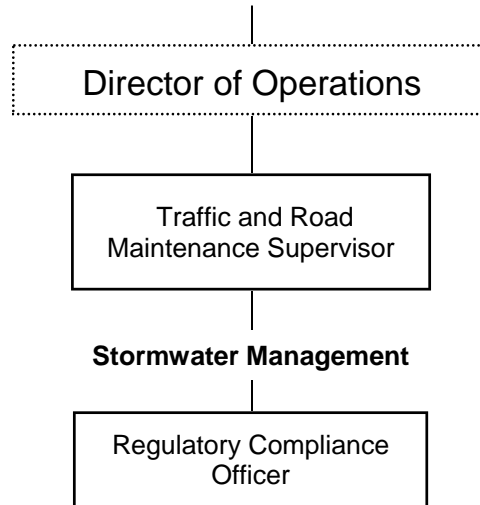 Director of Operations
Traffic and Road
Maintenance Supervisor
Stormwater Management
Regulatory Compliance
Officer